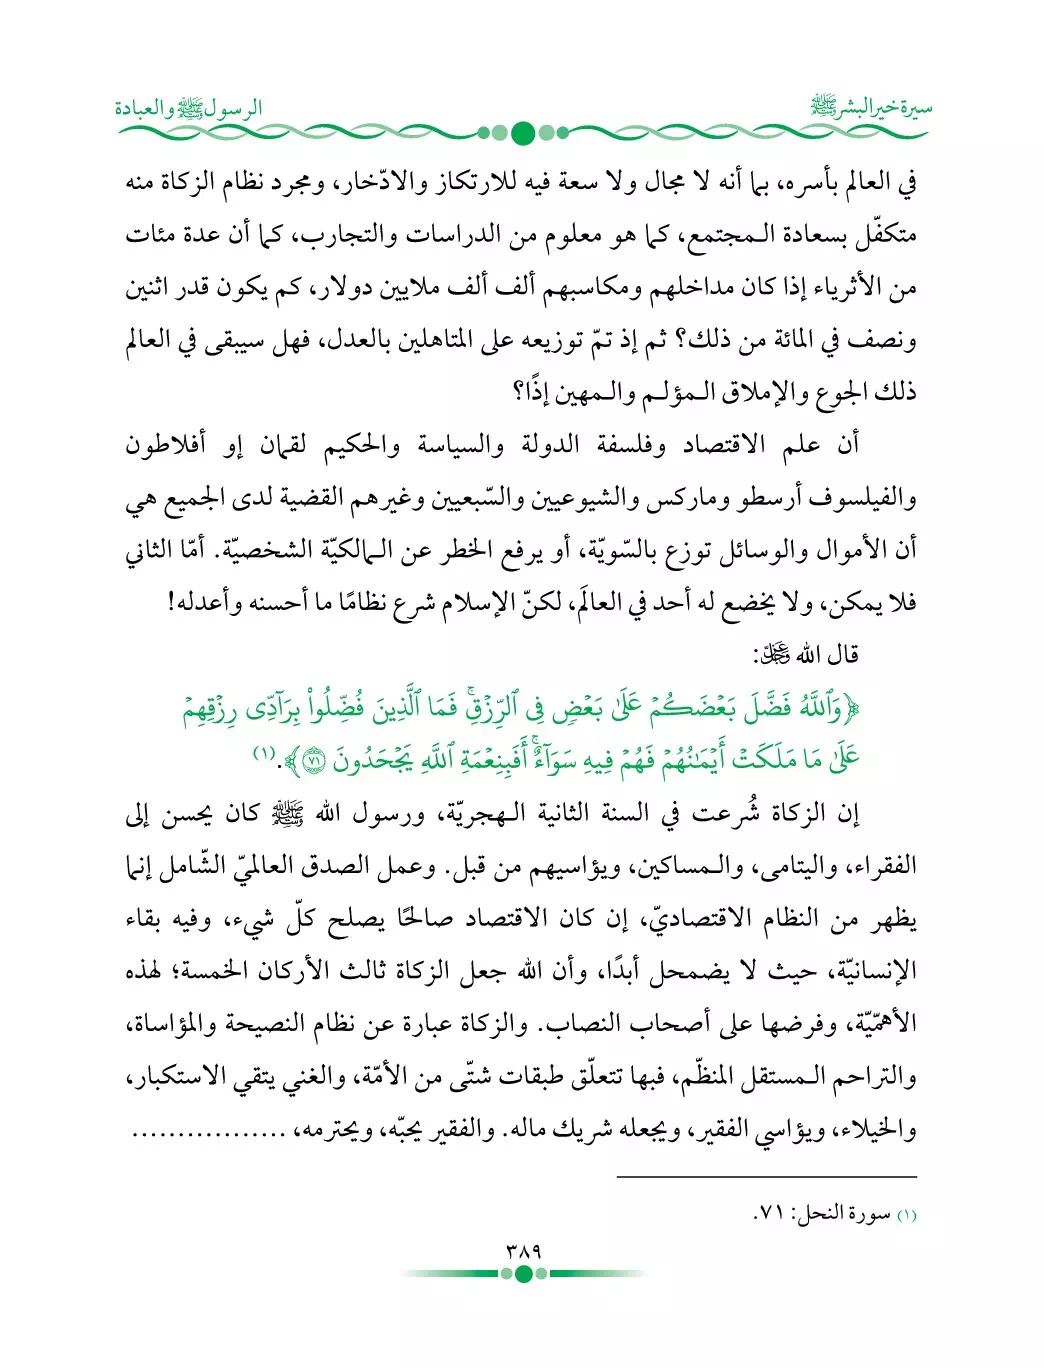 سيرة خير البشر ﷺ
الرسول ﷺ والعبادة
في العالم بأسره، بما أنه لا مجال ولا سعة فيه للارتكاز والادّخار، ومجرد نظام الزكاة منه
متكفّل بسعادة الـمجتمع، كما هو معلوم من الدراسات والتجارب، كما أن عدة مئات
من الأثرياء إذا كان مداخلهم ومكاسبهم ألف ألف ملايين دولار، كم يكون قدر اثنين
ونصف في المائة من ذلك؟ ثم إذ تمّ توزيعه على المتاهلين بالعدل، فهل سيبقى في العالم
ذلك الجوع والإملاق الـمؤلـم والـمهين إذًا؟
أن علم الاقتصاد وفلسفة الدولة والسياسة والحكيم لقمان إو أفلاطون
والفيلسوف أرسطو وماركس والشيوعيين والسّبعيين وغيرهم القضية لدى الجميع هي
أن الأموال والوسائل توزع بالسّويّة، أو يرفع الخطر عن الـمالكيّة الشخصيّة. أمّا الثاني
فلا يمكن، ولا يخضع له أحد في العالَم، لكنّ الإسلام شرع نظامًا ما أحسنه وأعدله!
قال الله ﷻ:
﴿وَٱللَّهُ فَضَّلَ بَعۡضَكُمۡ عَلَىٰ بَعۡضٖ فِي ٱلرِّزۡقِۚ فَمَا ٱلَّذِينَ فُضِّلُواْ بِرَآدِّي رِزۡقِهِمۡ
عَلَىٰ مَا مَلَكَتۡ أَيۡمَٰنُهُمۡ فَهُمۡ فِيهِ سَوَآءٌۚ أَفَبِنِعۡمَةِ ٱللَّهِ يَجۡحَدُونَ ٧١﴾.(١)
إن الزكاة شُرعت في السنة الثانية الـهجريّة، ورسول الله ﷺ كان يحسن إلى
الفقراء، واليتامى، والـمساكين، ويؤاسيهم من قبل. وعمل الصدق العالميّ الشّامل إنما
يظهر من النظام الاقتصاديّ، إن كان الاقتصاد صالحًا يصلح كلّ شيء، وفيه بقاء
الإنسانيّة، حيث لا يضمحل أبدًا، وأن الله جعل الزكاة ثالث الأركان الخمسة؛ لهذه
الأهمّيّة، وفرضها على أصحاب النصاب. والزكاة عبارة عن نظام النصيحة والمؤاساة،
والتراحم الـمستقل المنظّم، فبها تتعلّق طبقات شتّى من الأمّة، والغني يتقي الاستكبار،
والخيلاء، ويؤاسي الفقير، ويجعله شريك ماله. والفقير يحبّه، ويحترمه، .................
(١) سورة النحل: ٧١.
٣٨٩